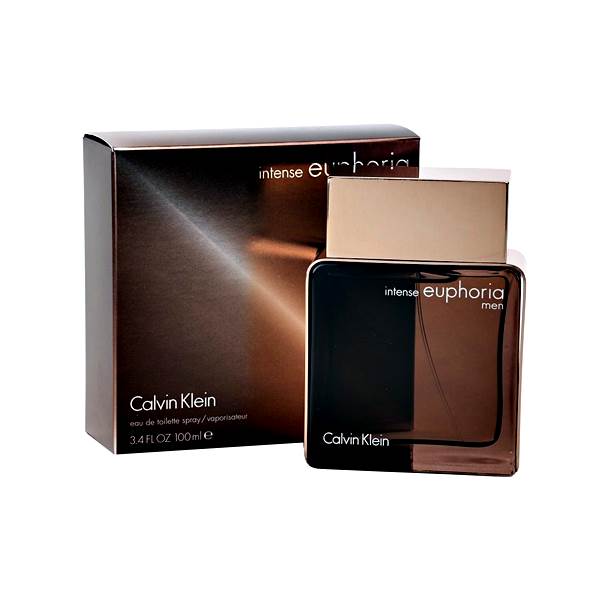 intense euphoria
Calvin Klein
eau de toilette spray/vaporisateur
3.4 FL OZ 100 ml ℮
intense euphoria
men
Calvin Klein